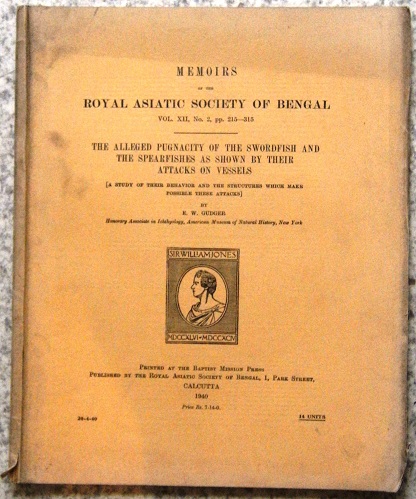 MEMOIRS
OF THE
ROYAL ASIATIC SOCIETY OF BENGAL
VOL. XII, No. 2, pp. 215—315
THE ALLEGED PUGNACITY OF THE SWORDFISH AND
THE SPEARFISHES AS SHOWN BY THEIR
ATTACKS ON VESSELS
[A STUDY OF THEIR BEHAVIOR AND THE STRUCTURES WHICH MAKE
POSSIBLE THESE ATTACKS]
BY
E. W. GUDGER
Honorary Associate in Ichthyology, American Museum of Natural History, New York
SIR WILLIAM JONES
MDCCXLVI-MDCCXCIV
PRINTED AT THE BAPTIST MISSION PRESS
PUBLISHED BY THE ROYAL ASIATIC SOCIETY OF BENGAL, 1, PARK STREET,
CALCUTTA
1940
Price Rs. 7-14-0.
14 UNITS